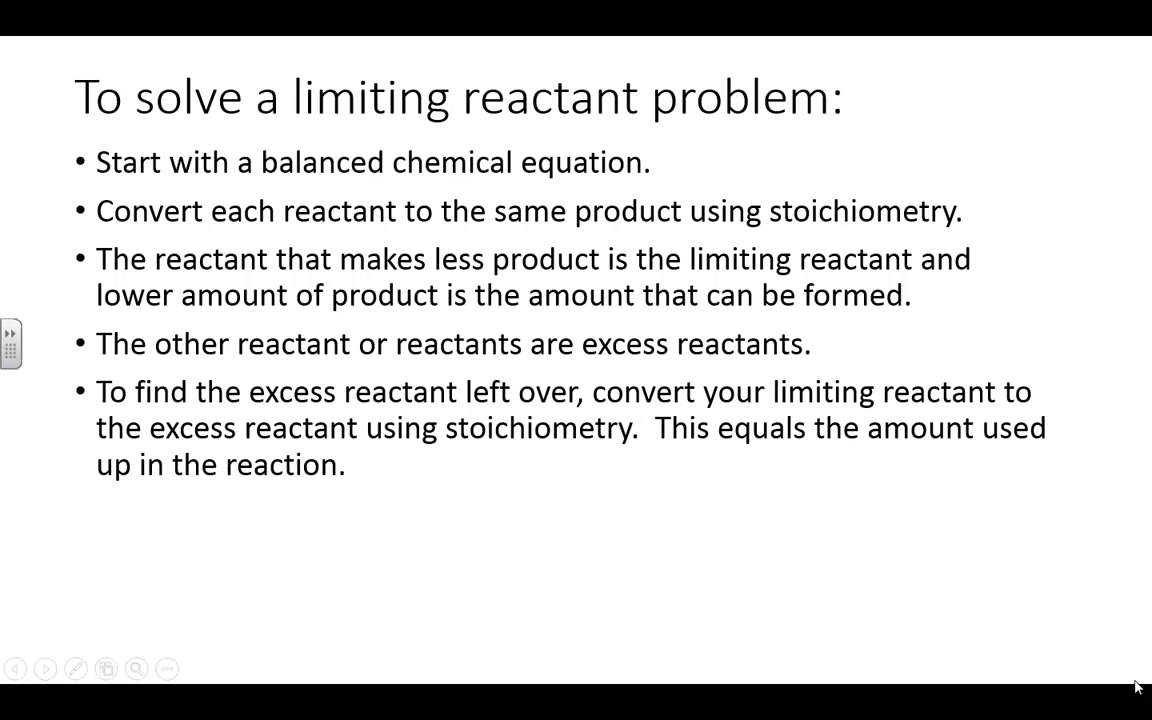 To solve a limiting reactant problem:
• Start with a balanced chemical equation.
• Convert each reactant to the same product using stoichiometry.
• The reactant that makes less product is the limiting reactant and
lower amount of product is the amount that can be formed.
• The other reactant or reactants are excess reactants.
• To find the excess reactant left over, convert your limiting reactant to
the excess reactant using stoichiometry.  This equals the amount used
up in the reaction.